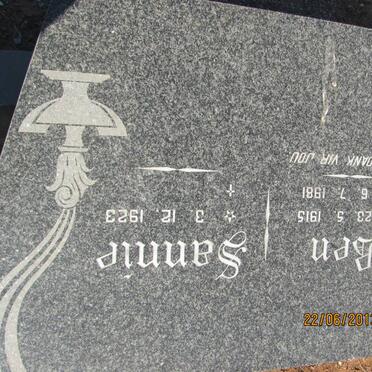 Ben
☆ 23. 5. 1915
6. 7. 1981
DANK VIR JOU
Sannie
☆ 3. 12. 1923
†
22/06/201